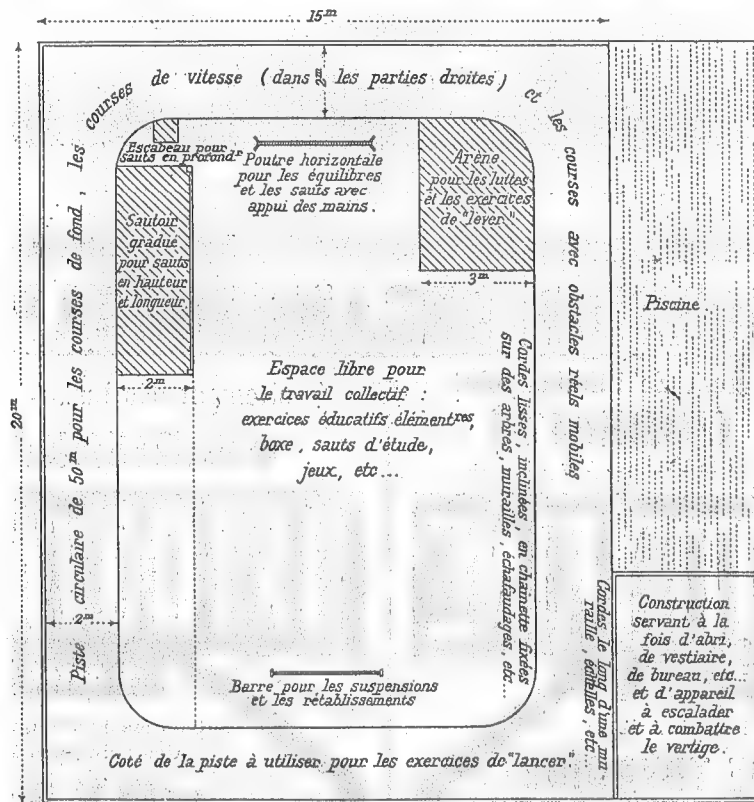 15m
20m
Piste circulaire de 50m pour les courses de fond, les courses de vitesse (dans les parties droites) et les courses avec obstacles réels mobiles
2m
Escabeau pour
sauts en profond.r
Poutre horizontale
pour les équilibres
et les sauts avec
appui des mains.
Arène
pour les luttes
et les exercices
de "lever"
3m
Sautoir
gradué
pour sauts
en hauteur
et longueur
2m
Piscine
Espace libre pour
le travail collectif :
exercices éducatifs élémentres,
boxe, sauts d'étude,
jeux, etc...
Cordes lisses, inclinées, en chainette fixées
sur des arbres, murailles, échafaudages, etc...
2m
Cordes le long d'une mu-
raille, échelles, etc...
Construction
servant à la
fois d'abri,
de vestiaire,
de bureau, etc...
et d'appareil
à escalader
et à combattre
le vertige.
Barre pour les suspensions
et les rétablissements
Coté de la piste à utiliser pour les exercices de "lancer"